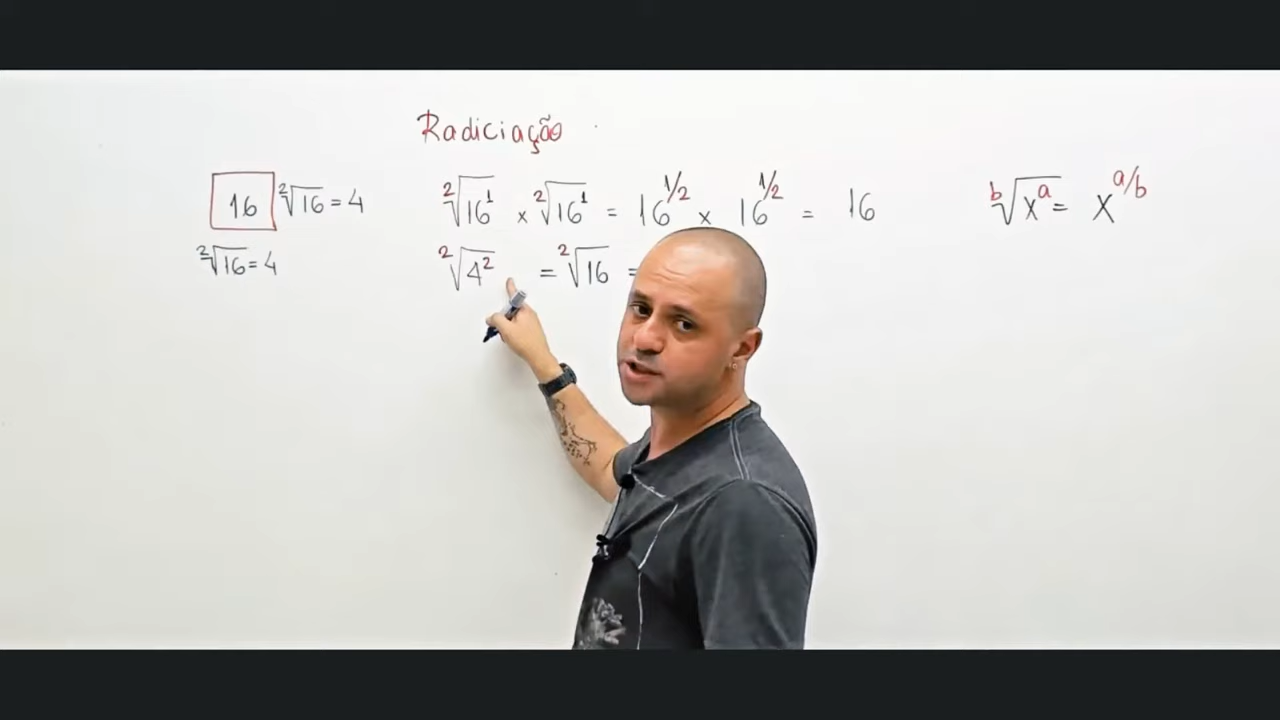 Radiciação
16 ²√16 = 4
²√16 = 4
²√16¹ x ²√16¹ = 16^1/2 x 16^1/2 = 16
²√4² = ²√16 =
ᵇ√xᵃ = x^a/b